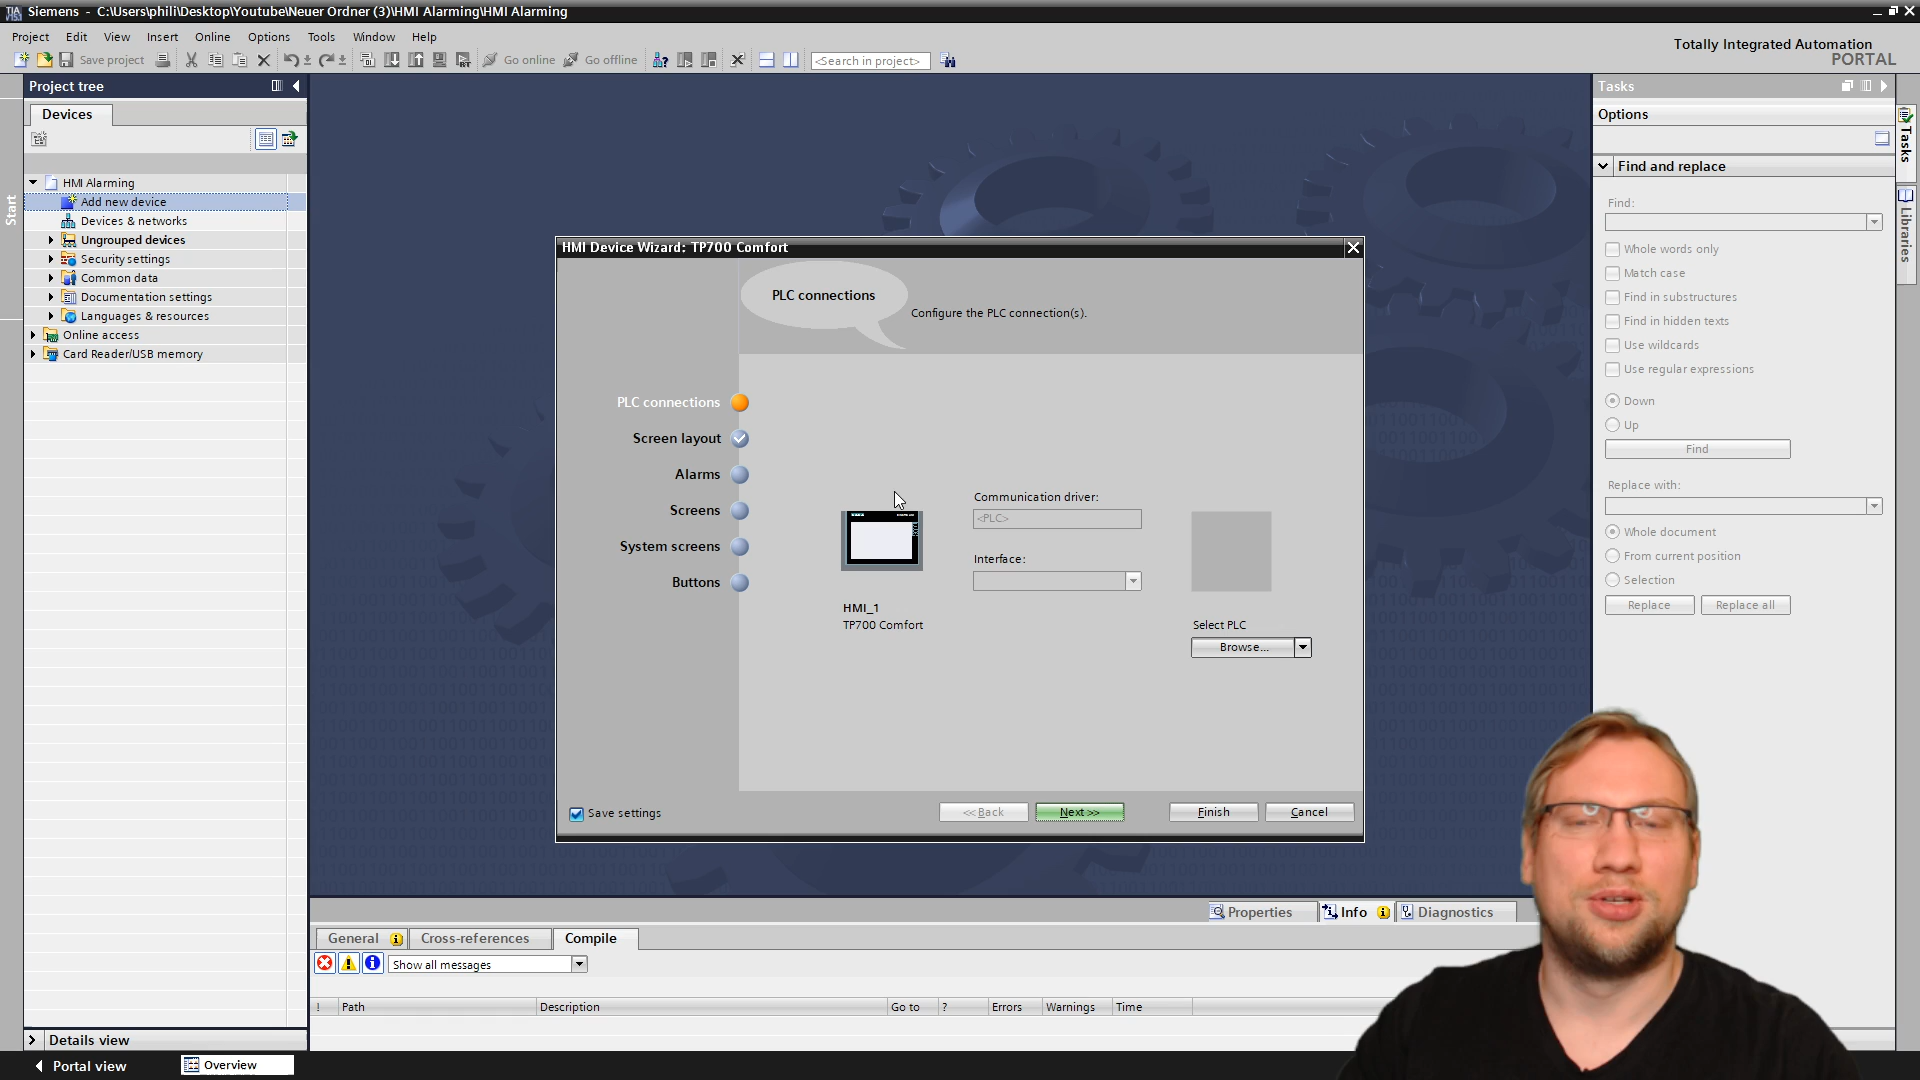 Siemens - C:\Users\phili\Desktop\Youtube\Neuer Ordner (3)\HMI Alarming\HMI Alarming
Project Edit View Insert Online Options Tools Window Help
Totally Integrated Automation
PORTAL
Save project
Go online
Go offline
<Search in project>
Project tree
Devices
Start
HMI Alarming
Add new device
Devices & networks
Ungrouped devices
Security settings
Common data
Documentation settings
Languages & resources
Online access
Card Reader/USB memory
Details view
Portal view
Overview
HMI Device Wizard: TP700 Comfort
PLC connections
Configure the PLC connection(s).
PLC connections
Screen layout
Alarms
Screens
System screens
Buttons
Communication driver:
<PLC>
Interface:
HMI_1
TP700 Comfort
Select PLC
Browse...
Save settings
<< Back
Next >>
Finish
Cancel
Properties
Info
Diagnostics
General
Cross-references
Compile
Show all messages
! Path Description Go to ? Errors Warnings Time
Tasks
Options
Find and replace
Find:
Whole words only
Match case
Find in substructures
Find in hidden texts
Use wildcards
Use regular expressions
Down
Up
Find
Replace with:
Whole document
From current position
Selection
Replace
Replace all
Tasks
Libraries